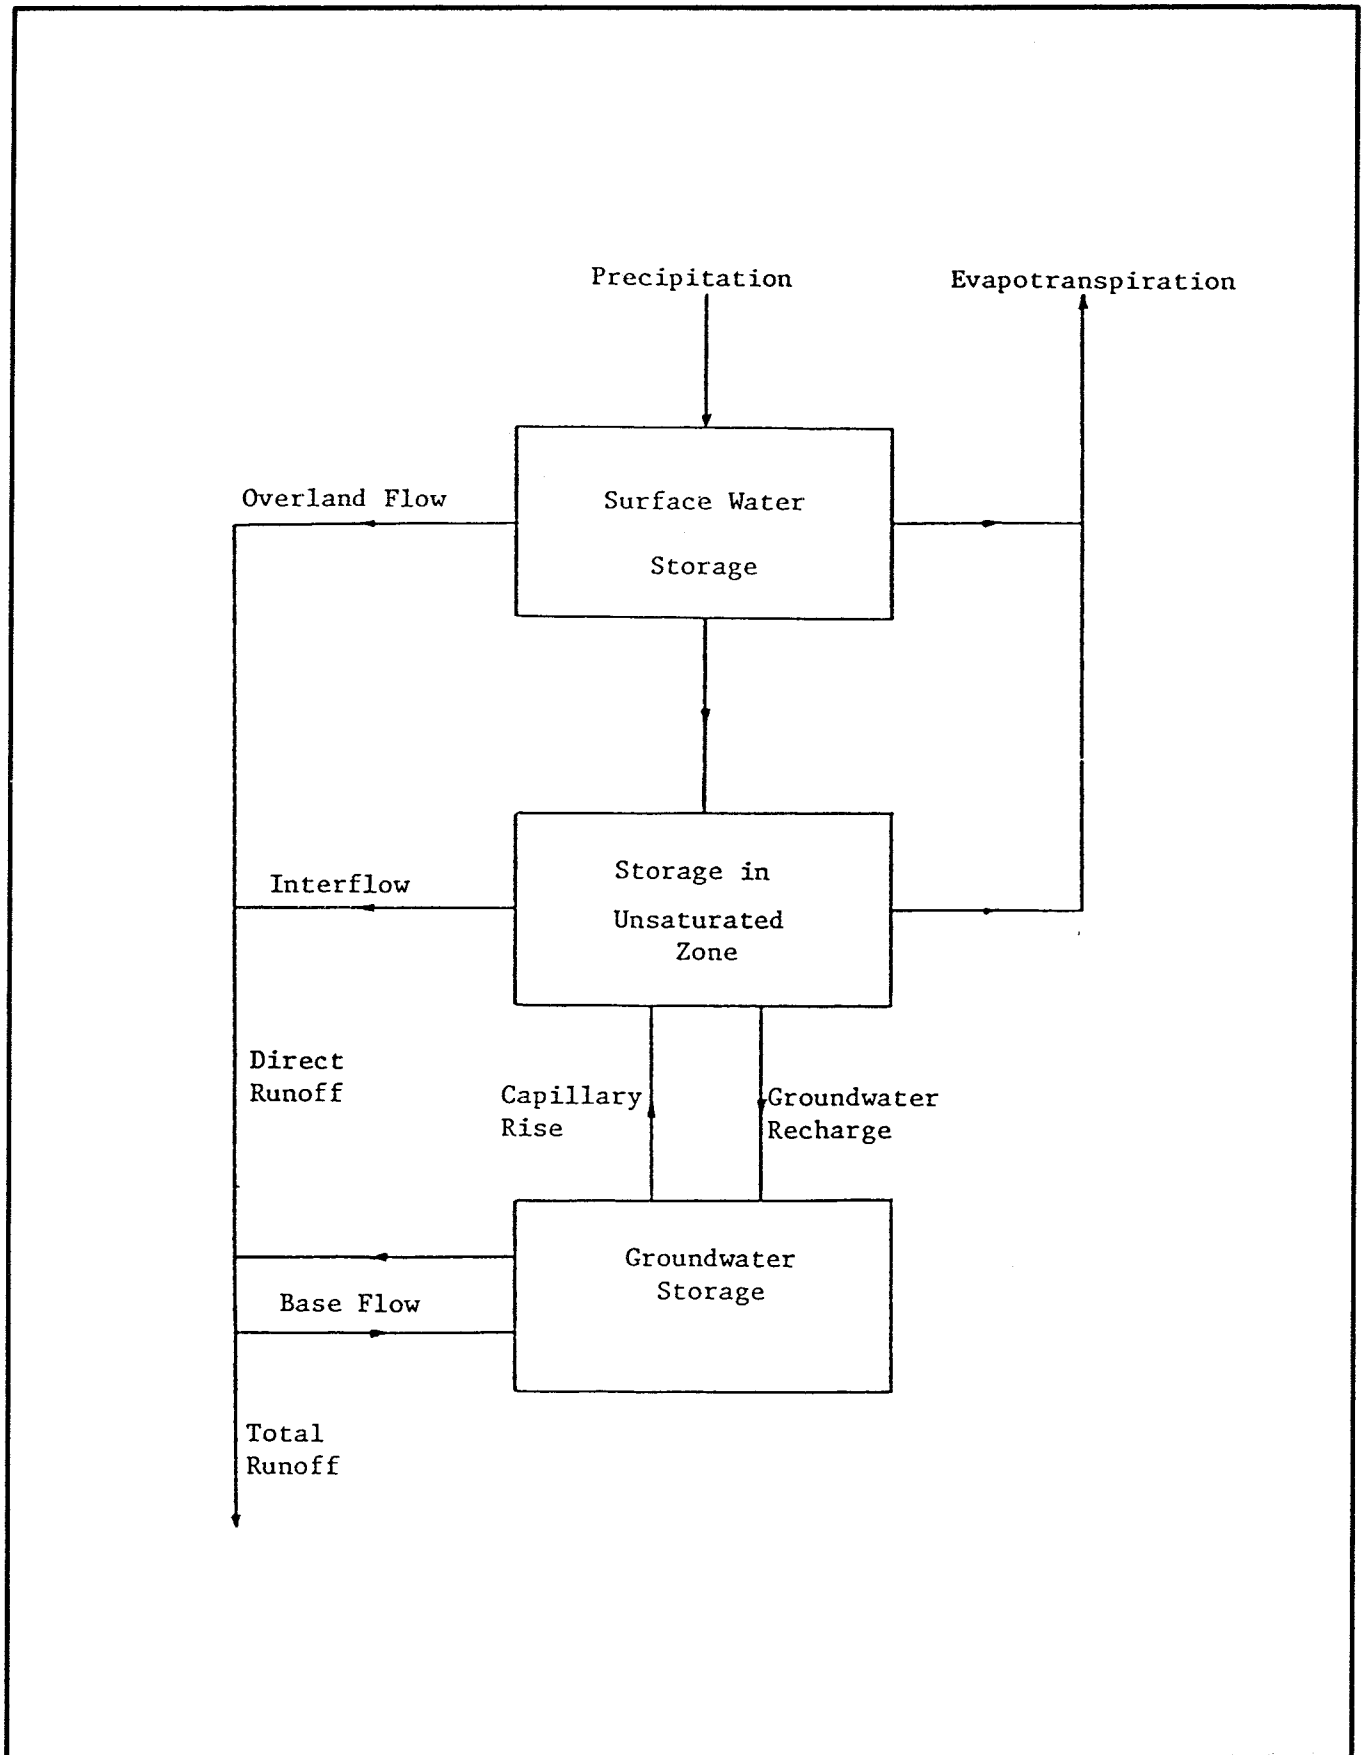 Precipitation
Evapotranspiration
Overland Flow
Surface Water
Storage
Interflow
Storage in
Unsaturated
Zone
Direct
Runoff
Capillary
Rise
Groundwater
Recharge
Groundwater
Storage
Base Flow
Total
Runoff